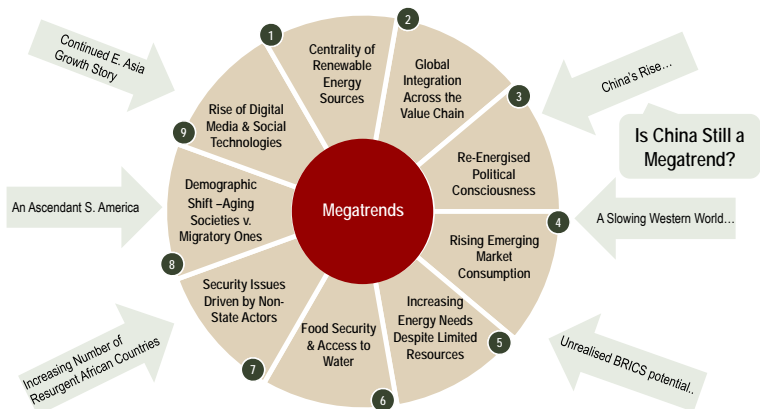 Continued E. Asia
Growth Story
1
Centrality of
Renewable
Energy
Sources
2
Global
Integration
Across the
Value Chain
China's Rise…
3
Is China Still a
Megatrend?
Rise of Digital
Media & Social
Technologies
9
Re-Energised
Political
Consciousness
An Ascendant S. America
Demographic
Shift –Aging
Societies v.
Migratory Ones
Megatrends
A Slowing Western World…
4
Rising Emerging
Market
Consumption
8
Security Issues
Driven by Non-
State Actors
Increasing
Energy Needs
Despite Limited
Resources
5
Food Security
& Access to
Water
7
6
Increasing Number of
Resurgent African Countries
Unrealised BRICS potential..